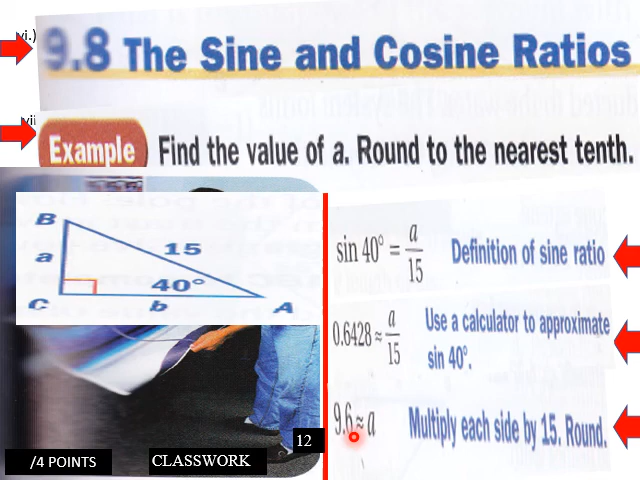 vi.)
9.8 The Sine and Cosine Ratios
vii
Example Find the value of a. Round to the nearest tenth.
B
15
a
40°
C b A
sin 40° = a/15 Definition of sine ratio
0.6428 ≈ a/15 Use a calculator to approximate
sin 40°.
9.6 ≈ a Multiply each side by 15. Round.
12
/4 POINTS CLASSWORK